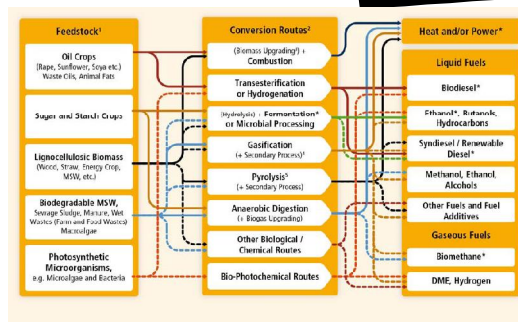 Feedstock¹
Oil Crops
(Rape, Sunflower, Soya etc.)
Waste Oils, Animal Fats
Sugar and Starch Crops
Lignocellulosic Biomass
(Wood, Straw, Energy Crop,
MSW, etc.)
Biodegradable MSW,
Sewage Sludge, Manure, Wet
Wastes (Farm and Food Wastes)
Macroalgae
Photosynthetic
Microorganisms,
e.g. Microalgae and Bacteria
Conversion Routes²
(Biomass Upgrading³) +
Combustion
Transesterification
or Hydrogenation
(Hydrolysis) + Fermentation*
or Microbial Processing
Gasification
(+ Secondary Process)⁴
Pyrolysis⁵
(+ Secondary Process)
Anaerobic Digestion
(+ Biogas Upgrading)
Other Biological /
Chemical Routes
Bio-Photochemical Routes
Heat and/or Power*
Liquid Fuels
Biodiesel*
Ethanol*, Butanols,
Hydrocarbons
Syndiesel / Renewable
Diesel*
Methanol, Ethanol,
Alcohols
Other Fuels and Fuel
Additives
Gaseous Fuels
Biomethane*
DME, Hydrogen